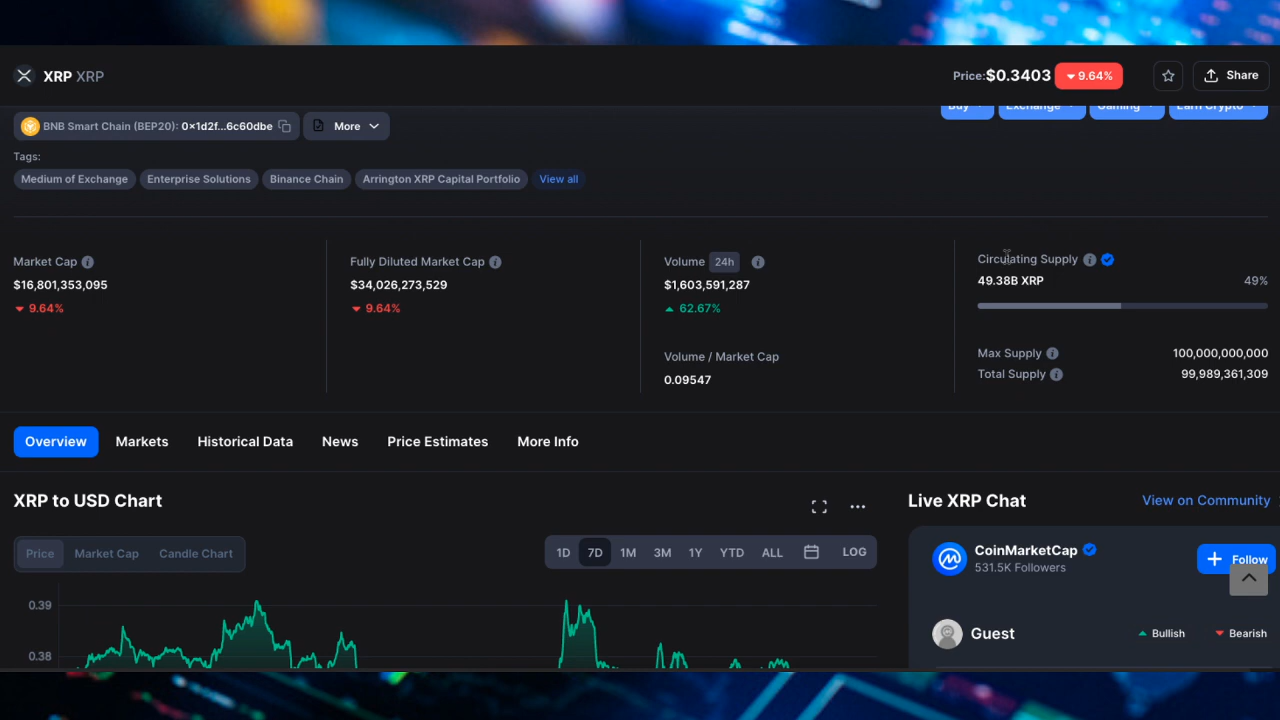 XRP XRP
Price: $0.3403 9.64%
Share
BNB Smart Chain (BEP20): 0x1d2f...6c60dbe
More
Buy Exchange Gaming Earn Crypto
Tags:
Medium of Exchange Enterprise Solutions Binance Chain Arrington XRP Capital Portfolio View all
Market Cap
$16,801,353,095
9.64%
Fully Diluted Market Cap
$34,026,273,529
9.64%
Volume 24h
$1,603,591,287
62.67%
Volume / Market Cap
0.09547
Circulating Supply
49.38B XRP 49%
Max Supply 100,000,000,000
Total Supply 99,989,361,309
Overview Markets Historical Data News Price Estimates More Info
XRP to USD Chart
Price Market Cap Candle Chart
1D 7D 1M 3M 1Y YTD ALL LOG
0.39
0.38
Live XRP Chat View on Community
CoinMarketCap
531.5K Followers
Follow
Guest
Bullish Bearish